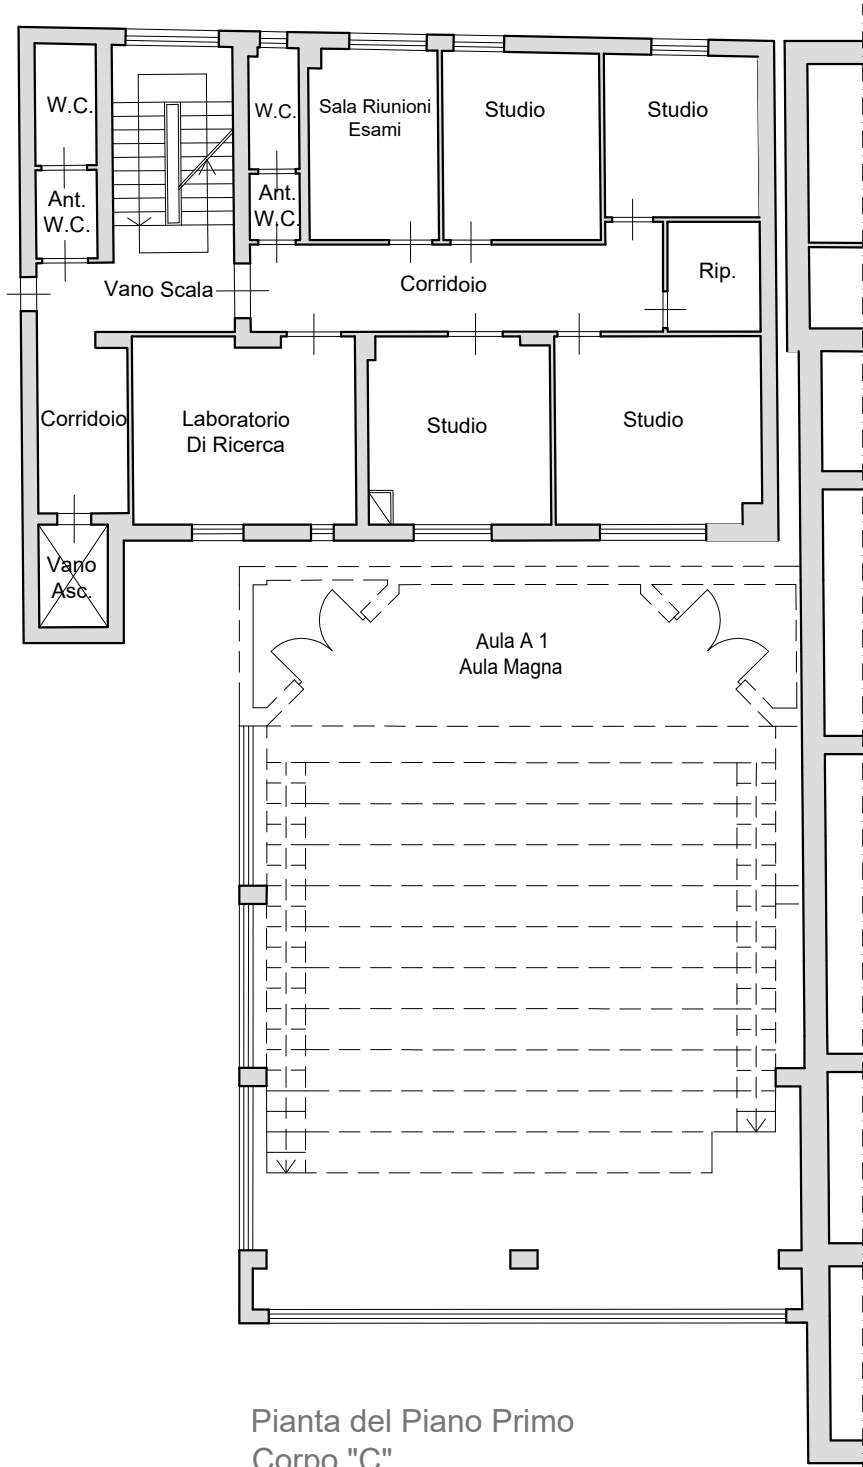 W.C.
W.C.
Sala Riunioni
Esami
Studio
Studio
Ant.
W.C.
Ant.
W.C.
Vano Scala
Corridoio
Rip.
Corridoio
Laboratorio
Di Ricerca
Studio
Studio
Vano
Asc.
Aula A 1
Aula Magna
Pianta del Piano Primo
Corpo "C"